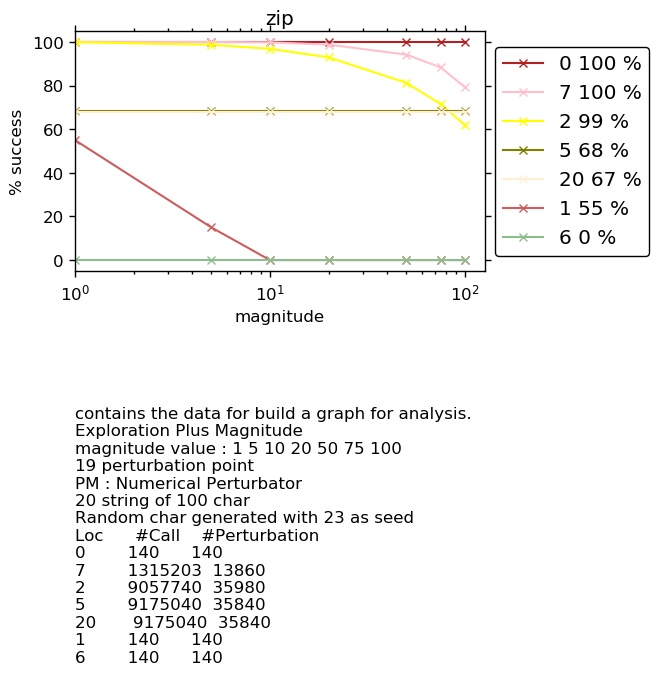 zip
100
80
60
40
20
0
% success
10^0 10^1 10^2
magnitude
0 100 %
7 100 %
2 99 %
5 68 %
20 67 %
1 55 %
6 0 %
contains the data for build a graph for analysis.
Exploration Plus Magnitude
magnitude value : 1 5 10 20 50 75 100
19 perturbation point
PM : Numerical Perturbator
20 string of 100 char
Random char generated with 23 as seed
Loc #Call #Perturbation
0 140 140
7 1315203 13860
2 9057740 35980
5 9175040 35840
20 9175040 35840
1 140 140
6 140 140